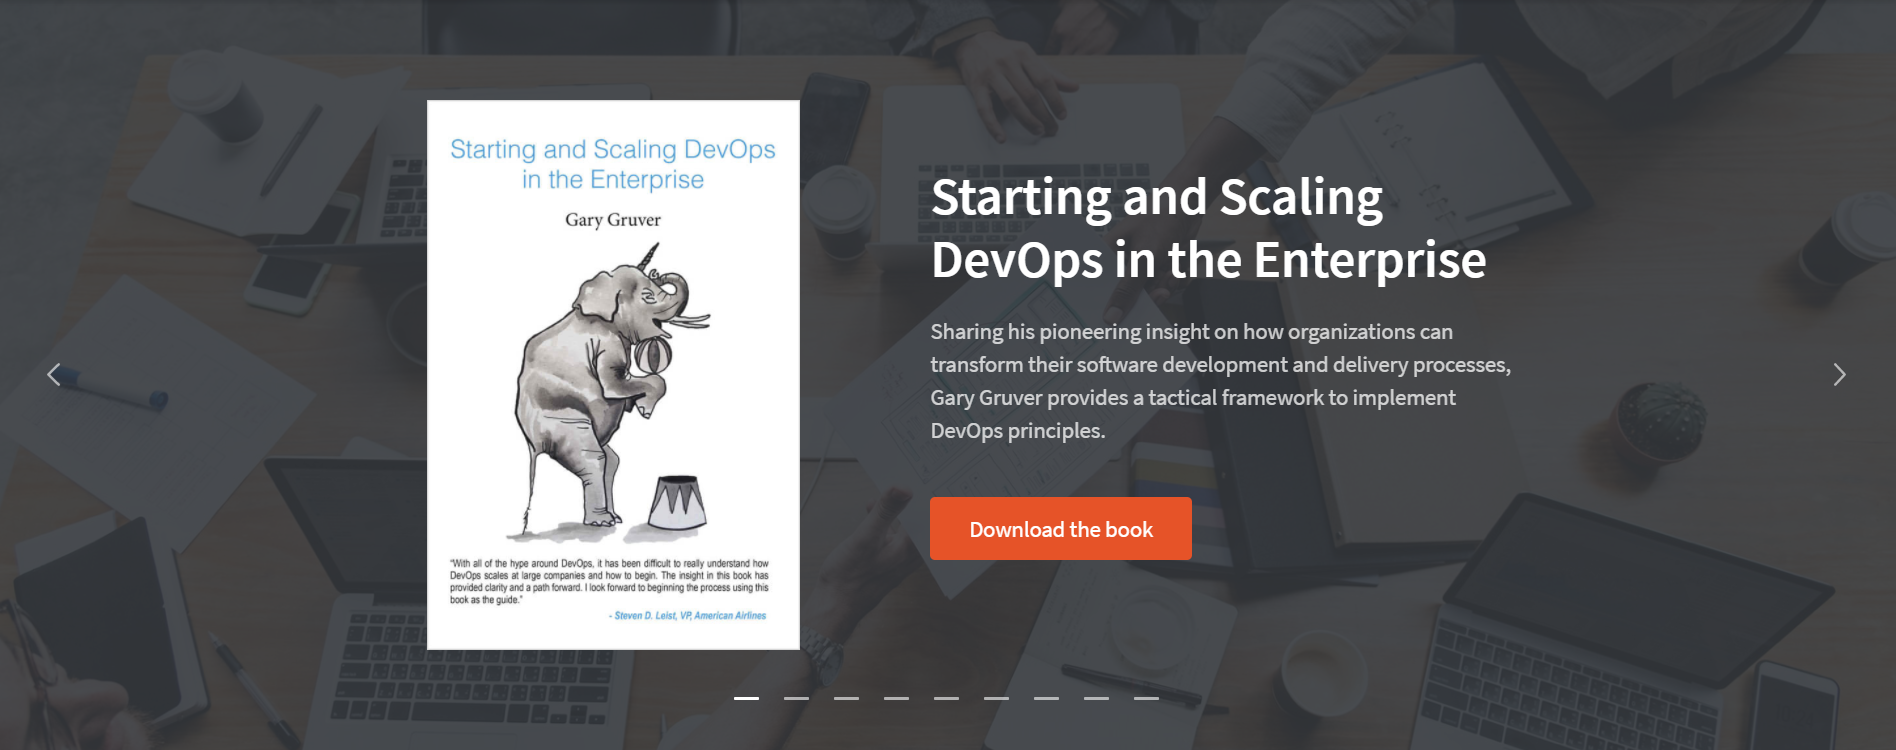 Starting and Scaling DevOps
in the Enterprise
Gary Gruver
"With all of the hype around DevOps, it has been difficult to really understand how
DevOps scales at large companies and how to begin. The insight in this book has
provided clarity and a path forward. I look forward to beginning the process using this
book as the guide."
- Steven D. Leist, VP, American Airlines
Starting and Scaling
DevOps in the Enterprise
Sharing his pioneering insight on how organizations can
transform their software development and delivery processes,
Gary Gruver provides a tactical framework to implement
DevOps principles.
Download the book